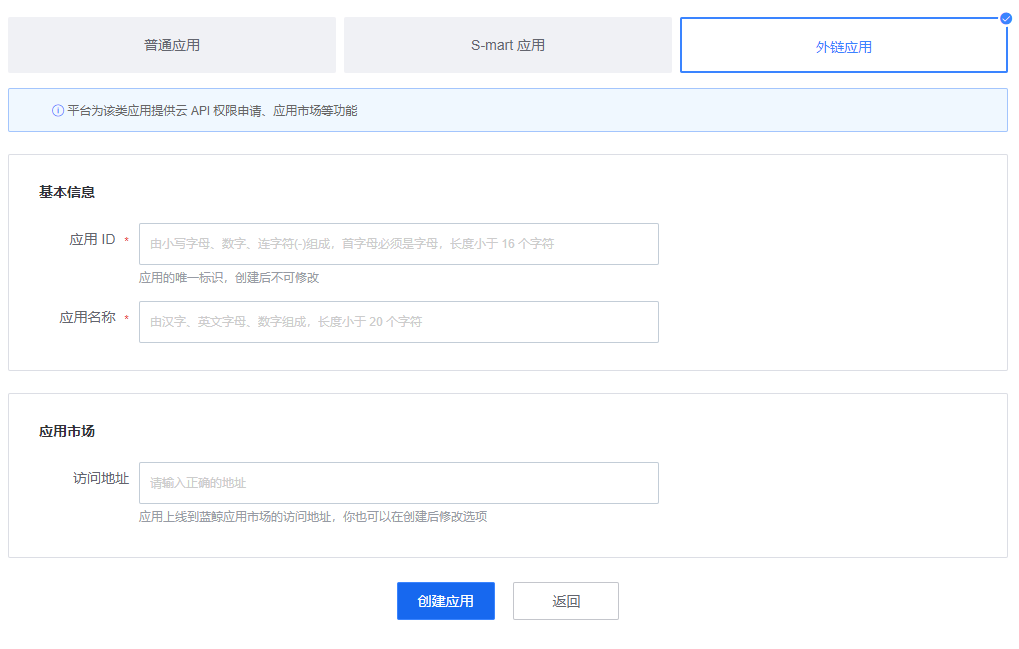 普通应用
S-mart 应用
外链应用
平台为该类应用提供云 API 权限申请、应用市场等功能
基本信息
应用 ID *
由小写字母、数字、连字符(-)组成，首字母必须是字母，长度小于 16 个字符
应用的唯一标识，创建后不可修改
应用名称 *
由汉字、英文字母、数字组成，长度小于 20 个字符
应用市场
访问地址
请输入正确的地址
应用上线到蓝鲸应用市场的访问地址，你也可以在创建后修改选项
创建应用
返回